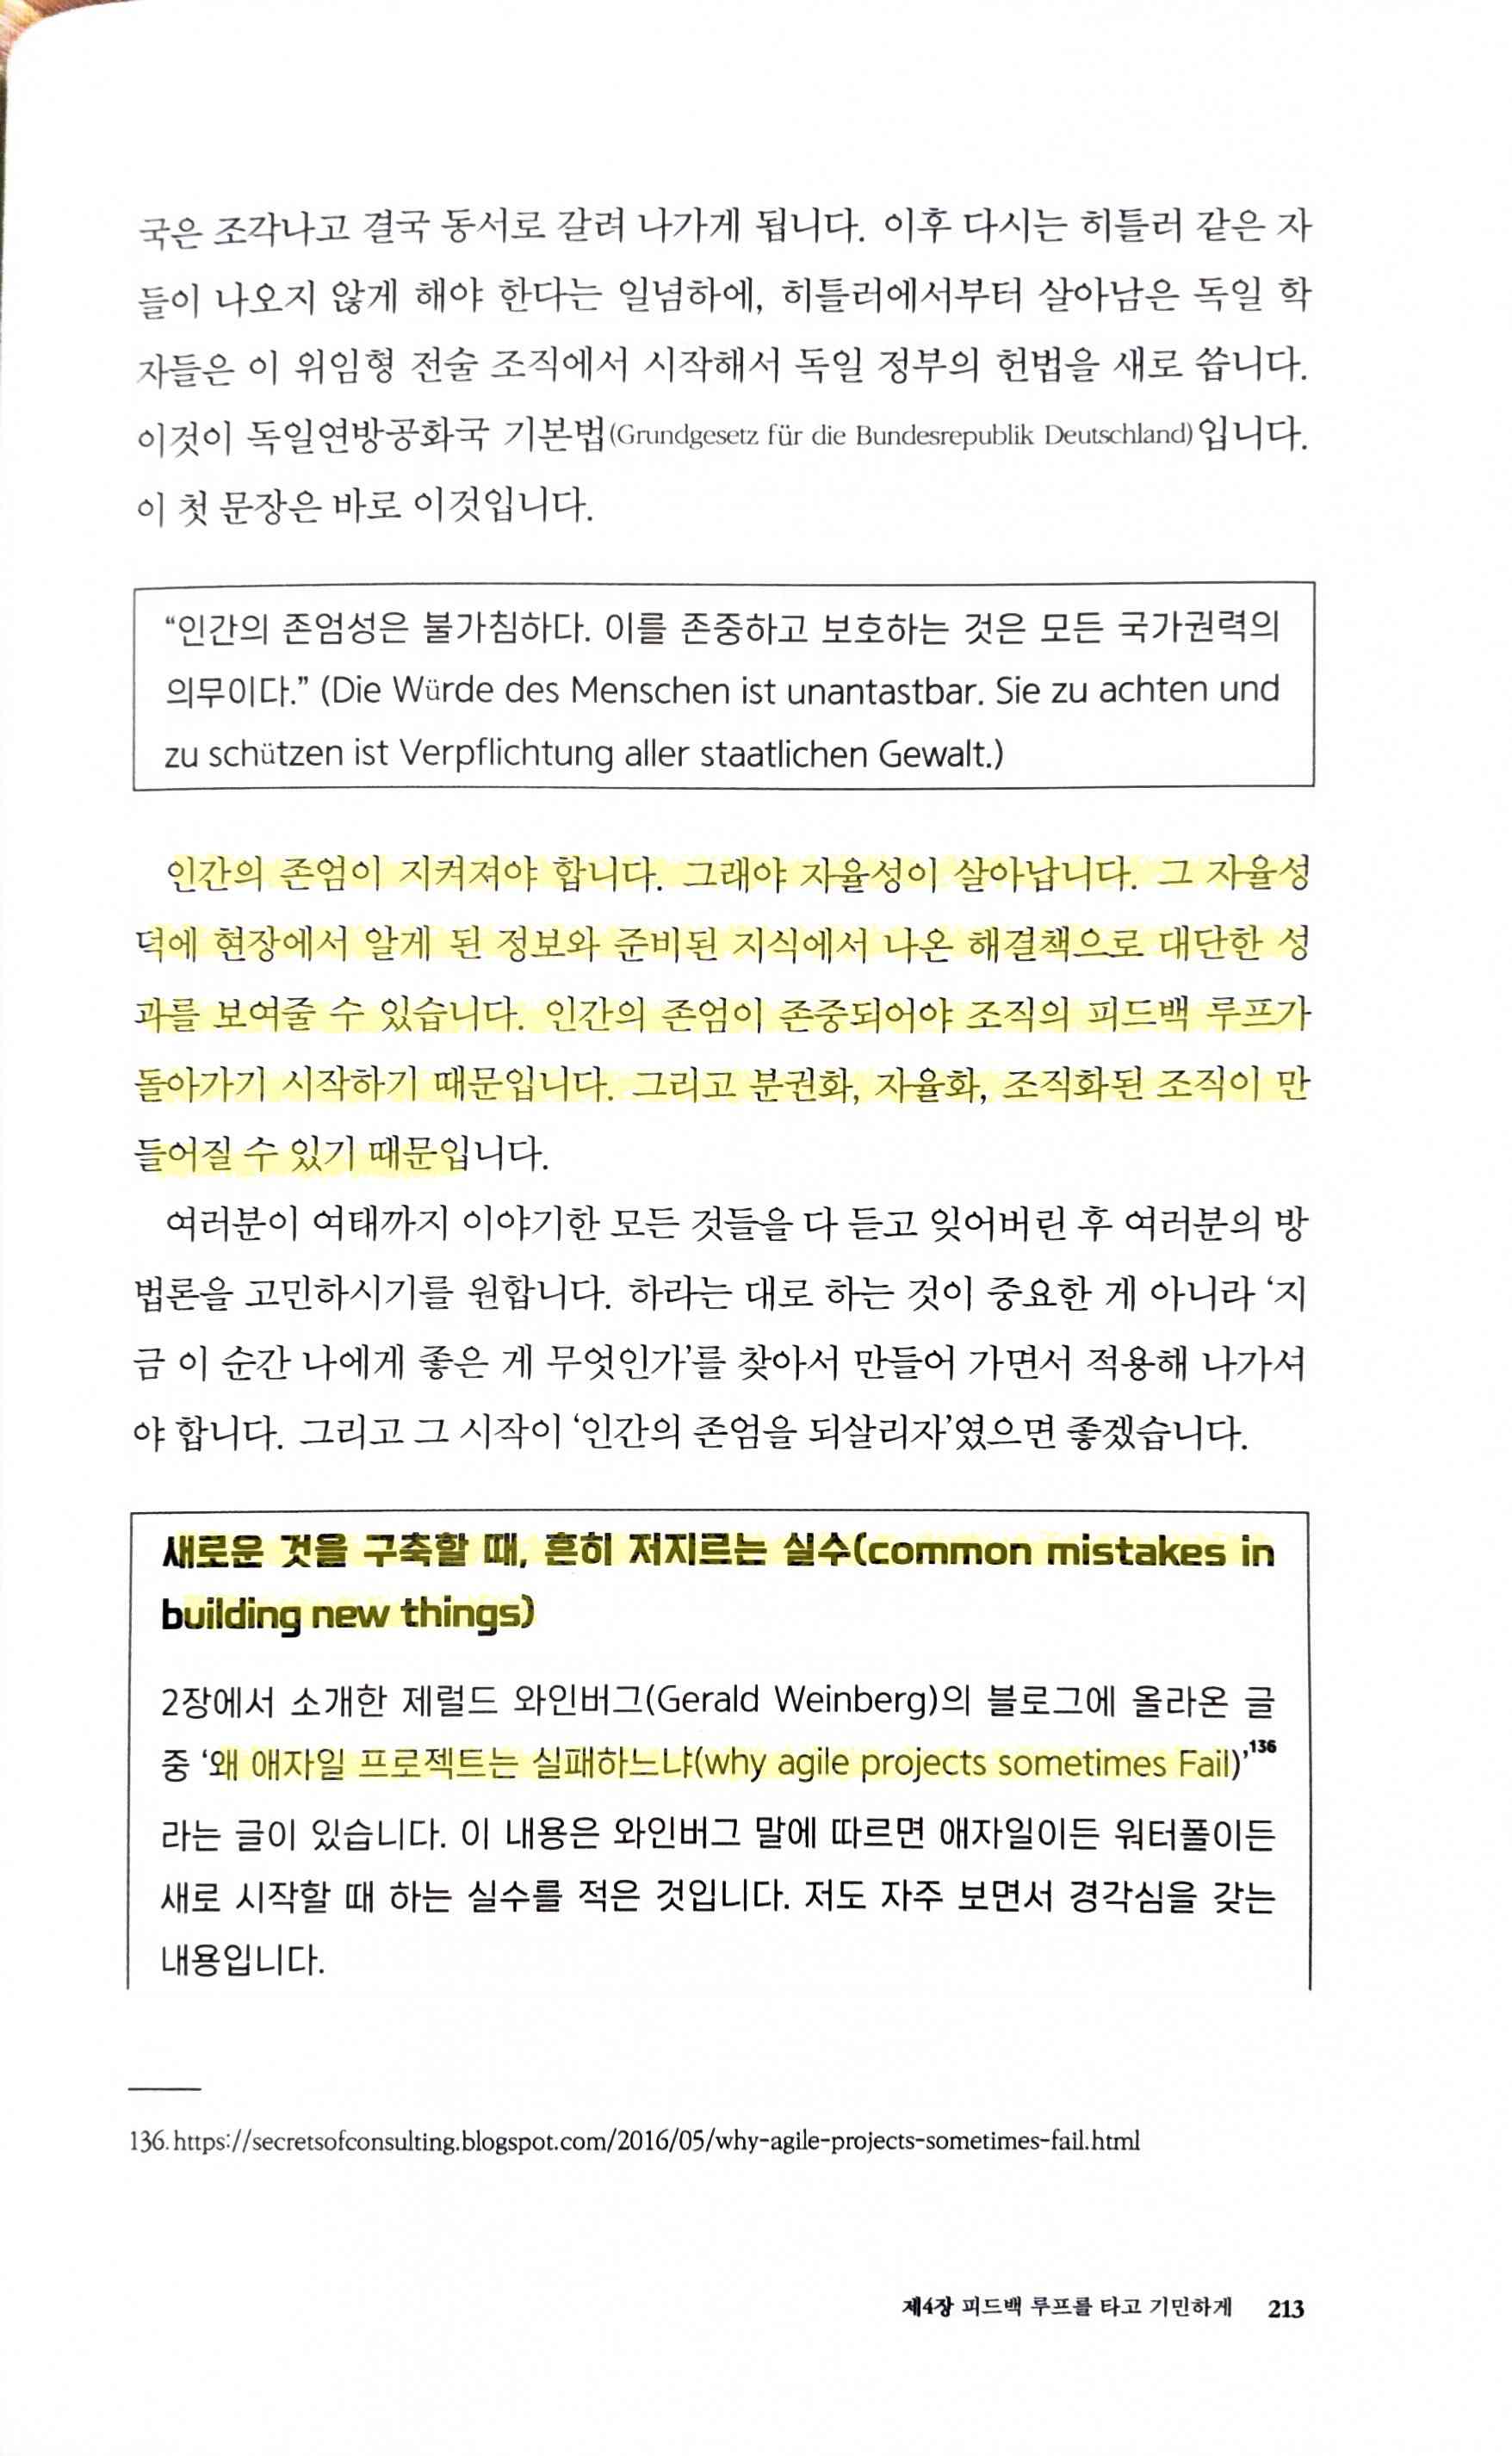 국은 조각나고 결국 동서로 갈려 나가게 됩니다. 이후 다시는 히틀러 같은 자
들이 나오지 않게 해야 한다는 일념하에, 히틀러에서부터 살아남은 독일 학
자들은 이 위임형 전술 조직에서 시작해서 독일 정부의 헌법을 새로 씁니다.
이것이 독일연방공화국 기본법(Grundgesetz für die Bundesrepublik Deutschland)입니다.
이 첫 문장은 바로 이것입니다.
“인간의 존엄성은 불가침하다. 이를 존중하고 보호하는 것은 모든 국가권력의
의무이다.” (Die Würde des Menschen ist unantastbar. Sie zu achten und
zu schützen ist Verpflichtung aller staatlichen Gewalt.)
인간의 존엄이 지켜져야 합니다. 그래야 자율성이 살아납니다. 그 자율성
덕에 현장에서 알게 된 정보와 준비된 지식에서 나온 해결책으로 대단한 성
과를 보여줄 수 있습니다. 인간의 존엄이 존중되어야 조직의 피드백 루프가
돌아가기 시작하기 때문입니다. 그리고 분권화, 자율화, 조직화된 조직이 만
들어질 수 있기 때문입니다.
여러분이 여태까지 이야기한 모든 것들을 다 듣고 잊어버린 후 여러분의 방
법론을 고민하시기를 원합니다. 하라는 대로 하는 것이 중요한 게 아니라 ‘지
금 이 순간 나에게 좋은 게 무엇인가’를 찾아서 만들어 가면서 적용해 나가셔
야 합니다. 그리고 그 시작이 ‘인간의 존엄을 되살리자’였으면 좋겠습니다.
새로운 것을 구축할 때, 흔히 저지르는 실수(common mistakes in
building new things)
2장에서 소개한 제럴드 와인버그(Gerald Weinberg)의 블로그에 올라온 글
중 ‘왜 애자일 프로젝트는 실패하느냐(why agile projects sometimes Fail)’136
라는 글이 있습니다. 이 내용은 와인버그 말에 따르면 애자일이든 워터폴이든
새로 시작할 때 하는 실수를 적은 것입니다. 저도 자주 보면서 경각심을 갖는
내용입니다.
136. https://secretsofconsulting.blogspot.com/2016/05/why-agile-projects-sometimes-fail.html
제4장 피드백 루프를 타고 기민하게 213